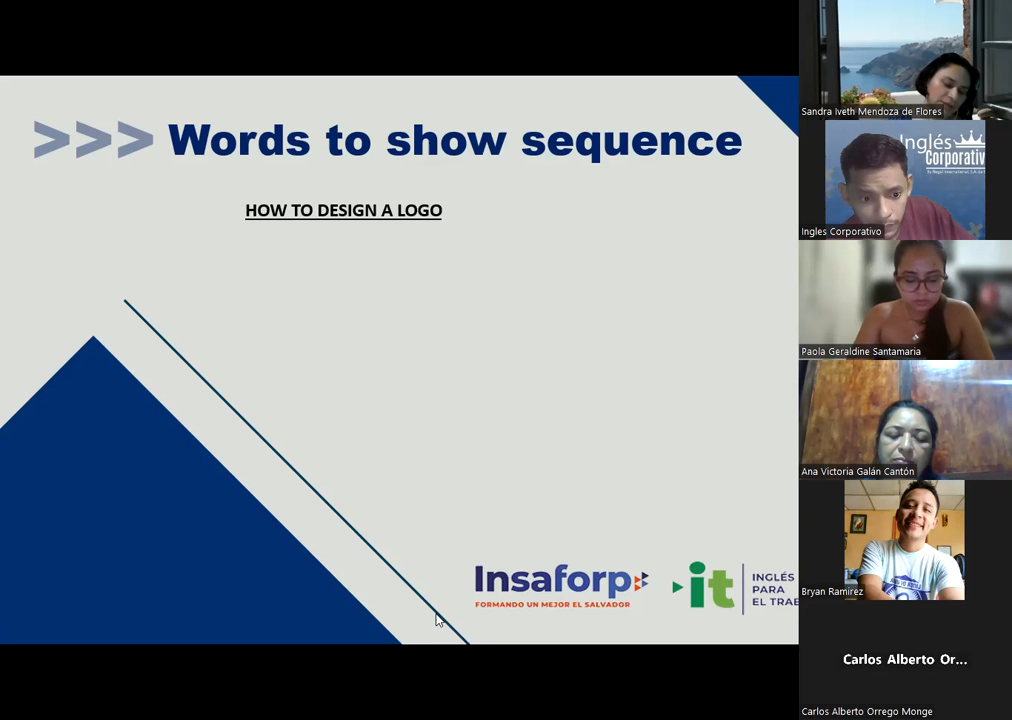 >>> Words to show sequence
HOW TO DESIGN A LOGO
Insaforp
FORMANDO UN MEJOR EL SALVADOR
it
INGLÉS
PARA
EL TRAB
Sandra Iveth Mendoza de Flores
Inglés
Corporativ
Ingles Corporativo
Paola Geraldine Santamaría
Ana Victoria Galán Cantón
Bryan Ramirez
Carlos Alberto Or...
Carlos Alberto Orrego Monge